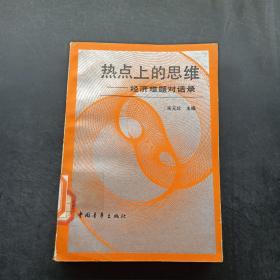 热点上的思维
——经济难题对话录
主编
中国青年出版社